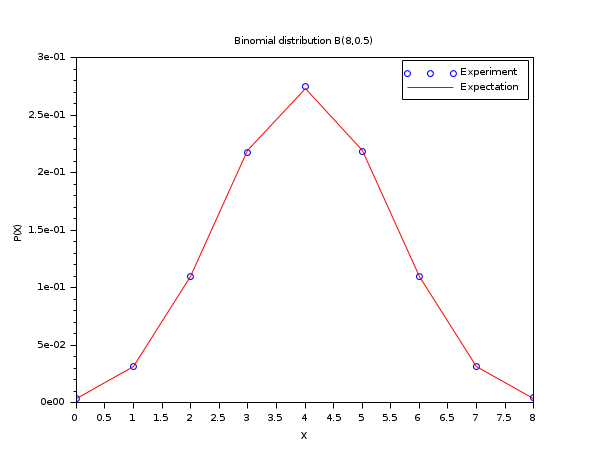 Binomial distribution B(8,0.5)
3e-01
2.5e-01
2e-01
1.5e-01
1e-01
5e-02
0e00
P(X)
Experiment
Expectation
0 0.5 1 1.5 2 2.5 3 3.5 4 4.5 5 5.5 6 6.5 7 7.5 8
X